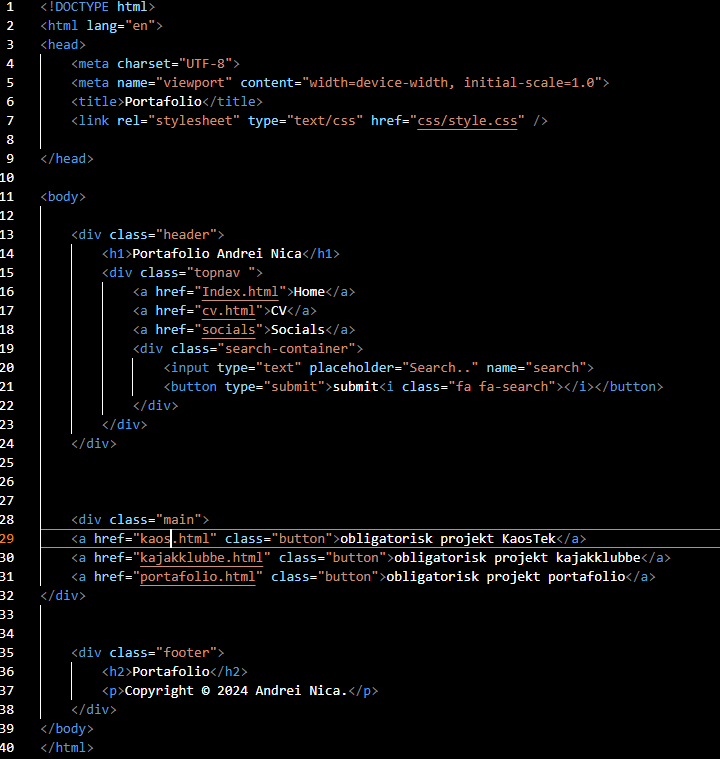 1 <!DOCTYPE html>
2 <html lang="en">
3 <head>
4 <meta charset="UTF-8">
5 <meta name="viewport" content="width=device-width, initial-scale=1.0">
6 <title>Portafolio</title>
7 <link rel="stylesheet" type="text/css" href="css/style.css" />
8
9 </head>
10
11 <body>
12
13 <div class="header">
14 <h1>Portafolio Andrei Nica</h1>
15 <div class="topnav ">
16 <a href="Index.html">Home</a>
17 <a href="cv.html">CV</a>
18 <a href="socials">Socials</a>
19 <div class="search-container">
20 <input type="text" placeholder="Search.." name="search">
21 <button type="submit">submit<i class="fa fa-search"></i></button>
22 </div>
23 </div>
24 </div>
25
26
27
28 <div class="main">
29 <a href="kaos.html" class="button">obligatorisk projekt KaosTek</a>
30 <a href="kajakklubbe.html" class="button">obligatorisk projekt kajakklubbe</a>
31 <a href="portafolio.html" class="button">obligatorisk projekt portafolio</a>
32 </div>
33
34
35 <div class="footer">
36 <h2>Portafolio</h2>
37 <p>Copyright © 2024 Andrei Nica.</p>
38 </div>
39 </body>
40 </html>